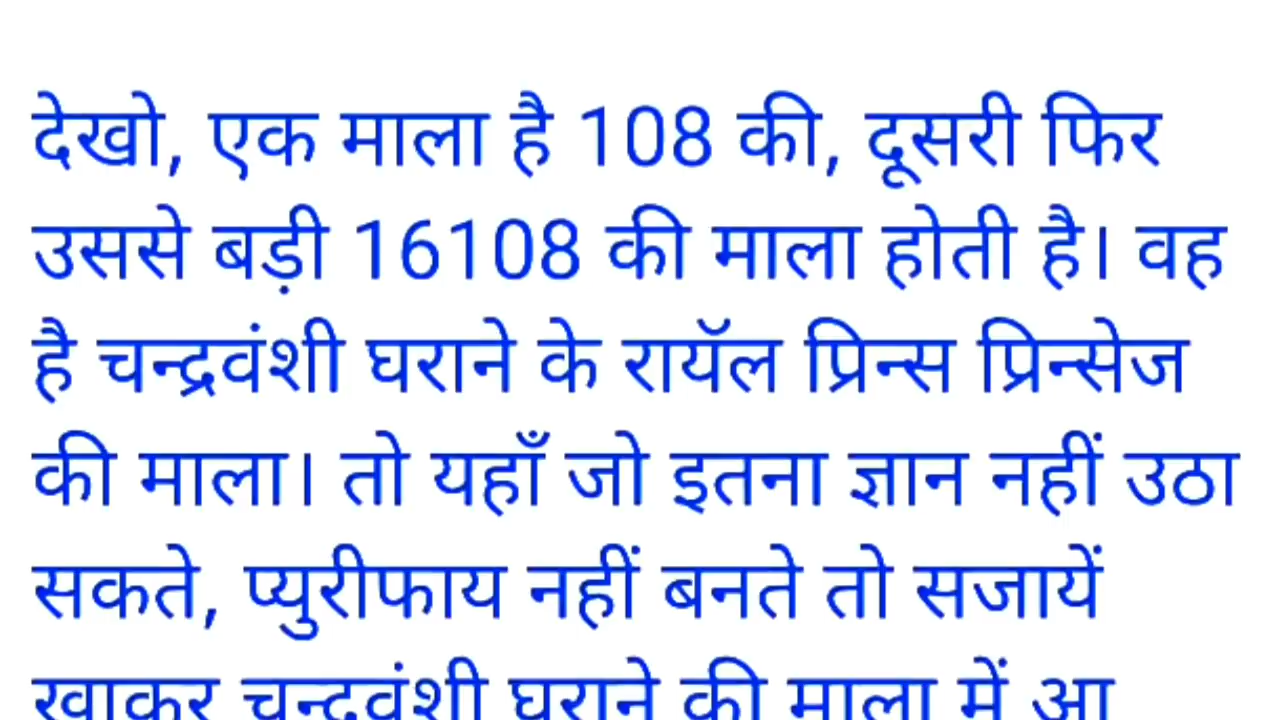 देखो, एक माला है 108 की, दूसरी फिर
उससे बड़ी 16108 की माला होती है। वह
है चन्द्रवंशी घराने के रायॅल प्रिन्स प्रिन्सेज
की माला। तो यहाँ जो इतना ज्ञान नहीं उठा
सकते, प्युरीफाय नहीं बनते तो सजायें
खाकर चन्द्रवंशी घराने की माला में आ